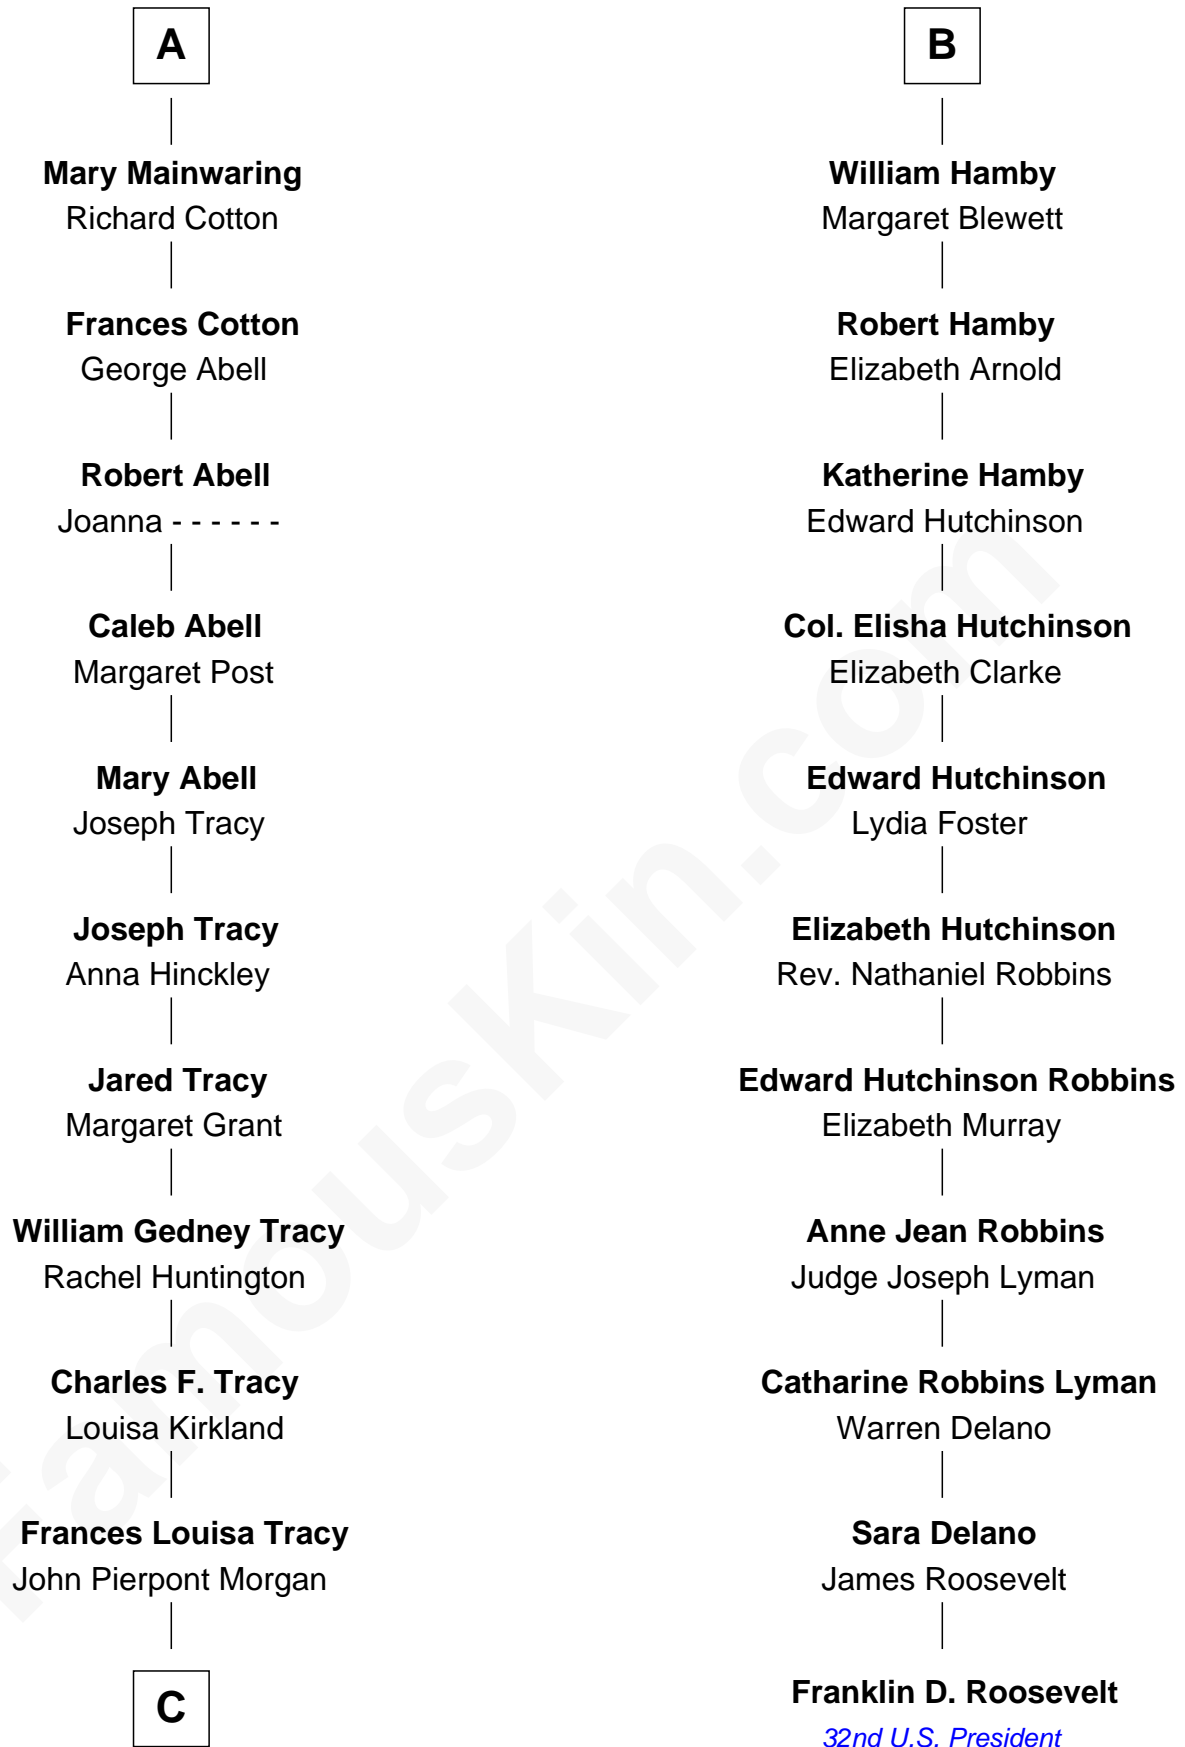 A
Mary Mainwaring
Richard Cotton
Frances Cotton
George Abell
Robert Abell
Joanna - - - - - -
Caleb Abell
Margaret Post
Mary Abell
Joseph Tracy
Joseph Tracy
Anna Hinckley
Jared Tracy
Margaret Grant
William Gedney Tracy
Rachel Huntington
Charles F. Tracy
Louisa Kirkland
Frances Louisa Tracy
John Pierpont Morgan
C
B
William Hamby
Margaret Blewett
Robert Hamby
Elizabeth Arnold
Katherine Hamby
Edward Hutchinson
Col. Elisha Hutchinson
Elizabeth Clarke
Edward Hutchinson
Lydia Foster
Elizabeth Hutchinson
Rev. Nathaniel Robbins
Edward Hutchinson Robbins
Elizabeth Murray
Anne Jean Robbins
Judge Joseph Lyman
Catharine Robbins Lyman
Warren Delano
Sara Delano
James Roosevelt
Franklin D. Roosevelt
32nd U.S. President
FamousKin.com